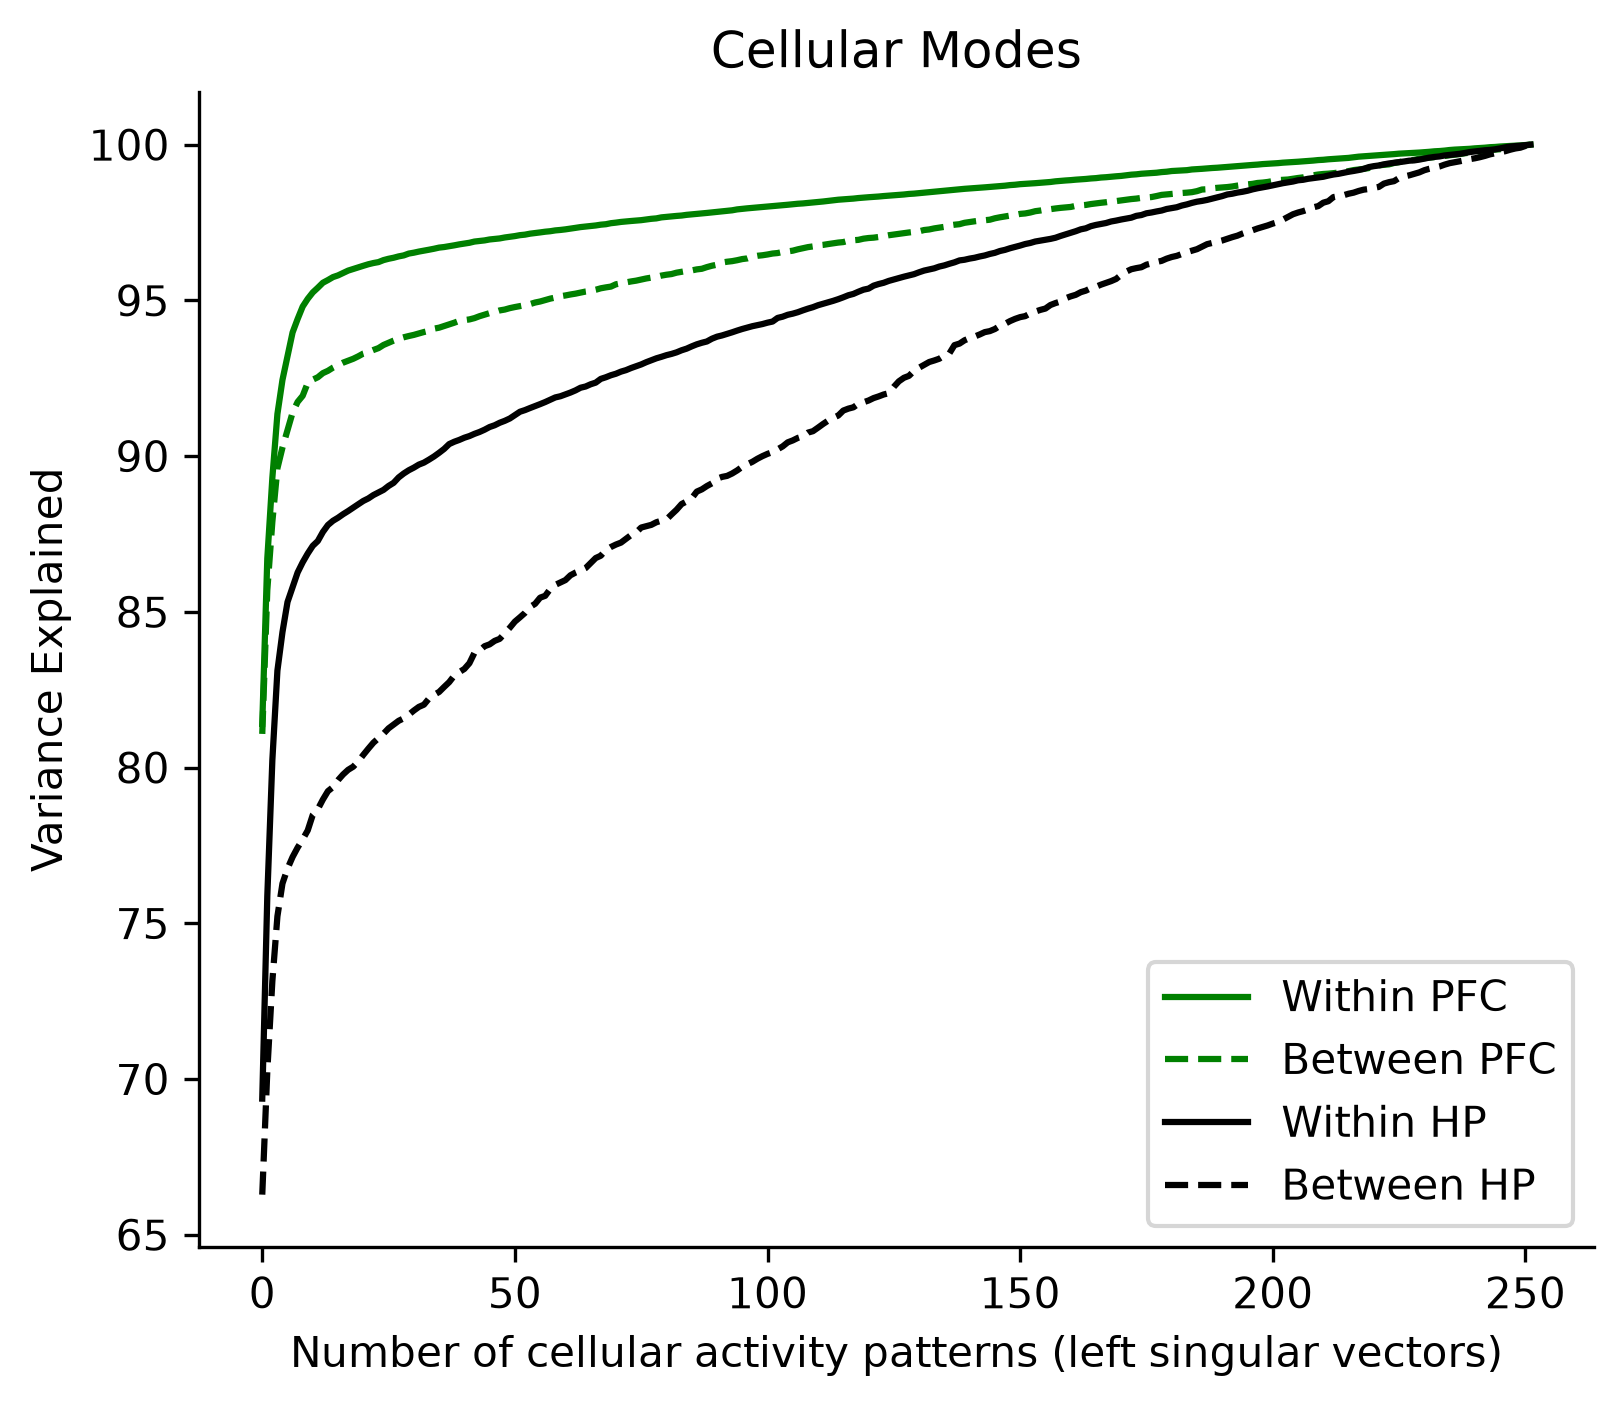 Cellular Modes
Variance Explained
100
95
90
85
80
75
70
65
0 50 100 150 200 250
Number of cellular activity patterns (left singular vectors)
Within PFC
Between PFC
Within HP
Between HP